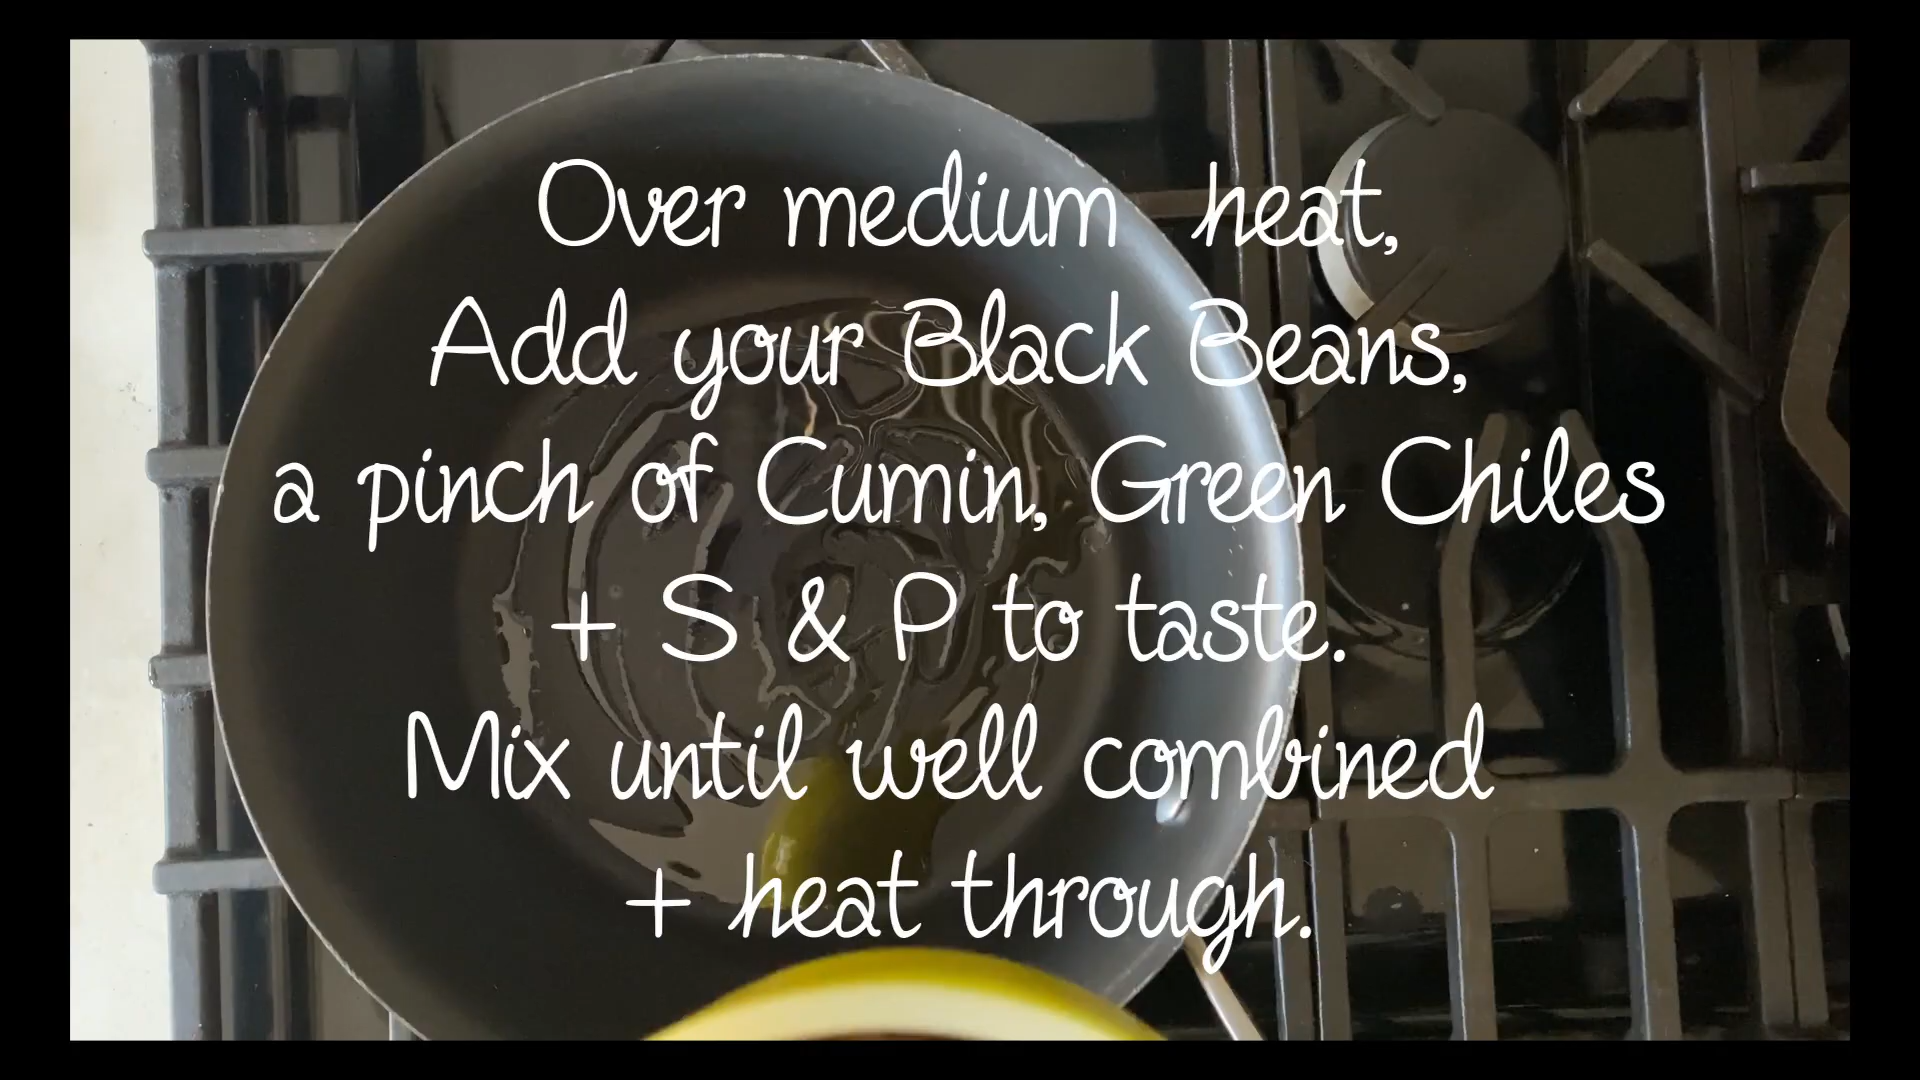 Over medium heat,
Add your Black Beans,
a pinch of Cumin, Green Chiles
+ S & P to taste.
Mix until well combined
+ heat through.